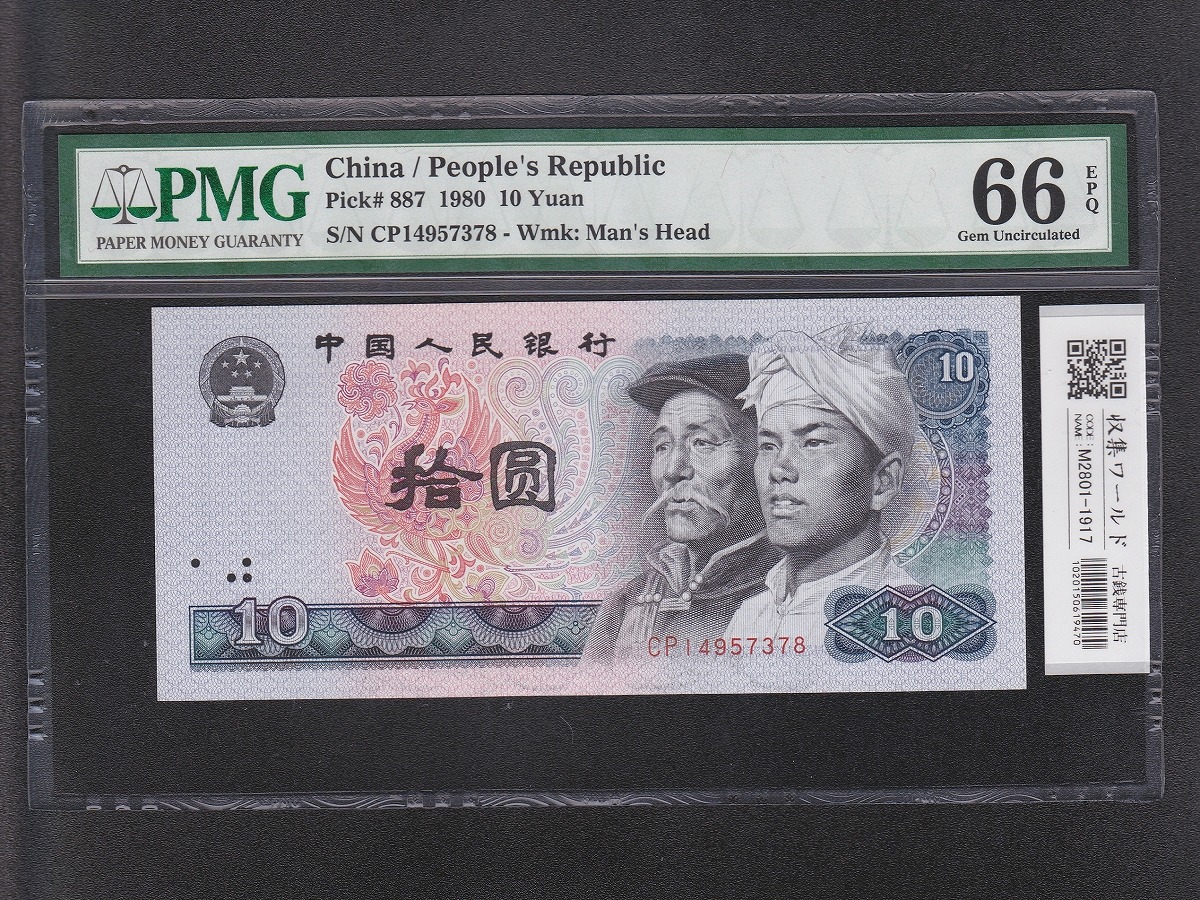 PMG
PAPER MONEY GUARANTY
China / People's Republic
Pick# 887 1980 10 Yuan
S/N CP14957378 - Wmk: Man's Head
66
EPQ
Gem Uncirculated
中国人民银行
10
拾圆
10
CP14957378
10
収集ワールド 古銭専門店
CODE:
NAME: M2801-1917
1020150619470